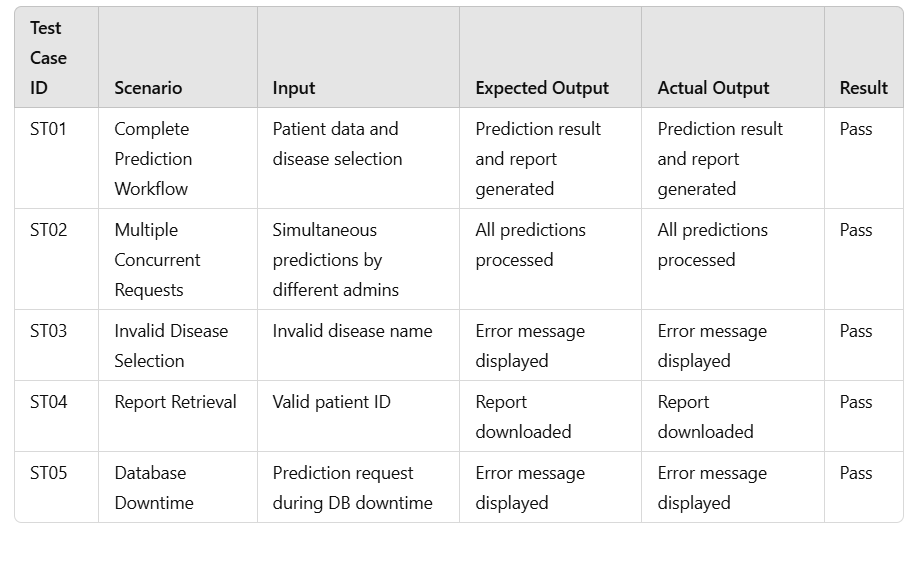 Test
Case
ID
Scenario
Input
Expected Output
Actual Output
Result
ST01
Complete
Prediction
Workflow
Patient data and
disease selection
Prediction result
and report
generated
Prediction result
and report
generated
Pass
ST02
Multiple
Concurrent
Requests
Simultaneous
predictions by
different admins
All predictions
processed
All predictions
processed
Pass
ST03
Invalid Disease
Selection
Invalid disease name
Error message
displayed
Error message
displayed
Pass
ST04
Report Retrieval
Valid patient ID
Report
downloaded
Report
downloaded
Pass
ST05
Database
Downtime
Prediction request
during DB downtime
Error message
displayed
Error message
displayed
Pass